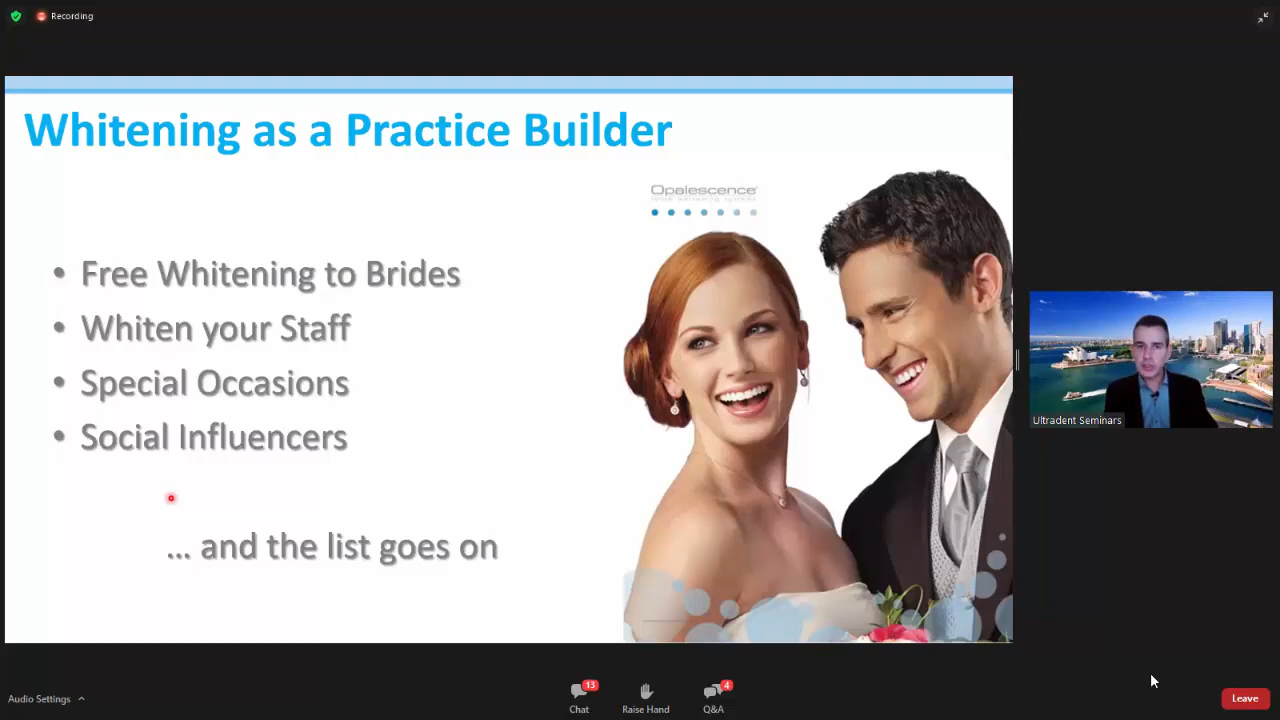 Recording
Whitening as a Practice Builder
Opalescence®
• Free Whitening to Brides
• Whiten your Staff
• Special Occasions
• Social Influencers
... and the list goes on
Ultradent Seminars
Audio Settings
13
Chat
Raise Hand
4
Q&A
Leave